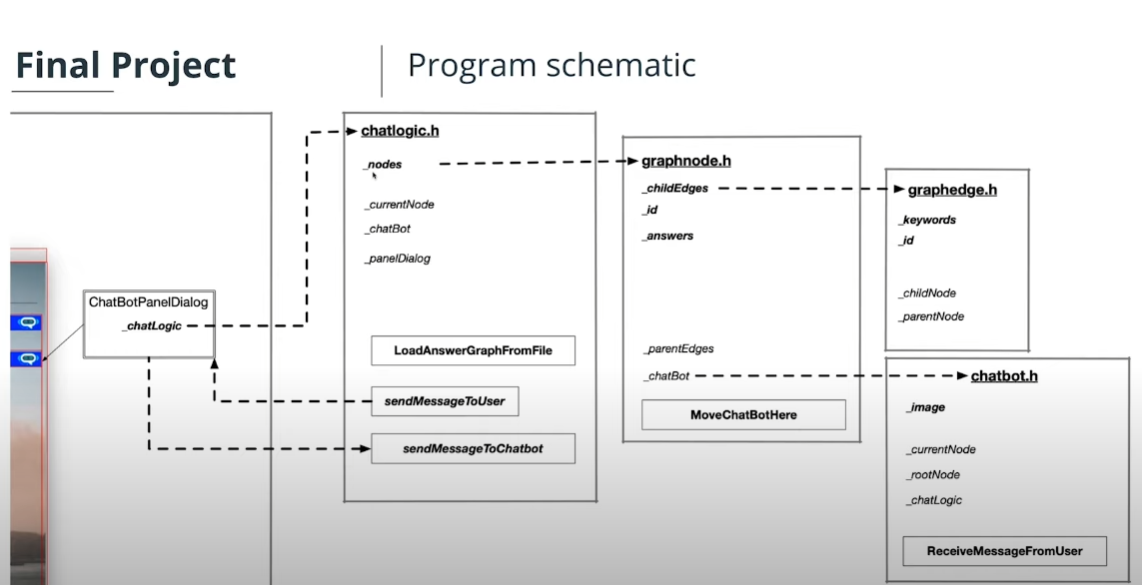 Final Project
Program schematic
ChatBotPanelDialog
_chatLogic
chatlogic.h
_nodes
_currentNode
_chatBot
_panelDialog
LoadAnswerGraphFromFile
sendMessageToUser
sendMessageToChatbot
graphnode.h
_childEdges
_id
_answers
_parentEdges
_chatBot
MoveChatBotHere
graphedge.h
_keywords
_id
_childNode
_parentNode
chatbot.h
_image
_currentNode
_rootNode
_chatLogic
ReceiveMessageFromUser